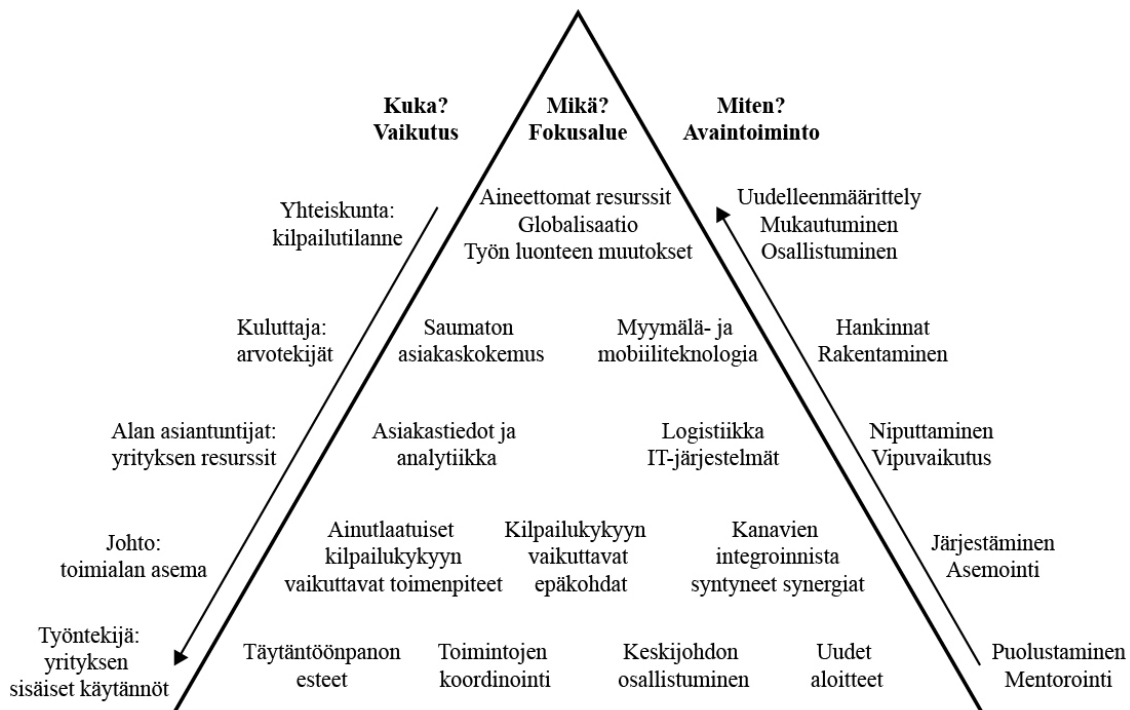 Kuka?
Vaikutus
Mikä?
Fokusalue
Miten?
Avaintoiminto
Yhteiskunta:
kilpailutilanne
Aineettomat resurssit
Globalisaatio
Työn luonteen muutokset
Uudelleenmäärittely
Mukautuminen
Osallistuminen
Kuluttaja:
arvotekijät
Saumaton
asiakaskokemus
Myymälä- ja
mobiiliteknologia
Hankinnat
Rakentaminen
Alan asiantuntijat:
yrityksen resurssit
Asiakastiedot ja
analytiikka
Logistiikka
IT-järjestelmät
Niputtaminen
Vipuvaikutus
Johto:
toimialan asema
Ainutlaatuiset
kilpailukykyyn
vaikuttavat toimenpiteet
Kilpailukykyyn
vaikuttavat
epäkohdat
Kanavien
integroinnista
syntyneet synergiat
Järjestäminen
Asemointi
Työntekijä:
yrityksen
sisäiset käytännöt
Täytäntöönpanon
esteet
Toimintojen
koordinointi
Keskijohdon
osallistuminen
Uudet
aloitteet
Puolustaminen
Mentorointi